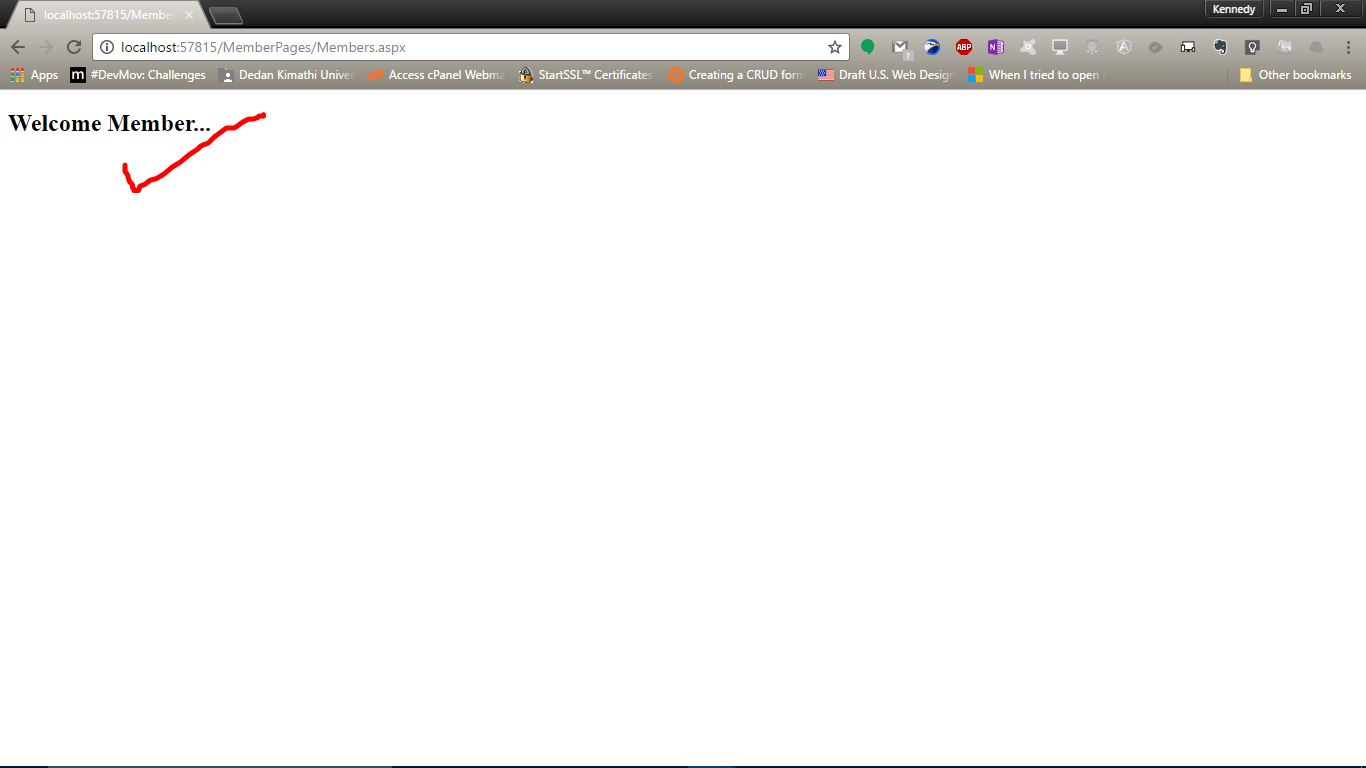 localhost:57815/Member
Kennedy
localhost:57815/MemberPages/Members.aspx
ABP
N
?
Apps
m
#DevMov: Challenges
Dedan Kimathi Univer
Access cPanel Webma
StartSSL™ Certificates
Creating a CRUD form
Draft U.S. Web Design
When I tried to open
Other bookmarks
Welcome Member...